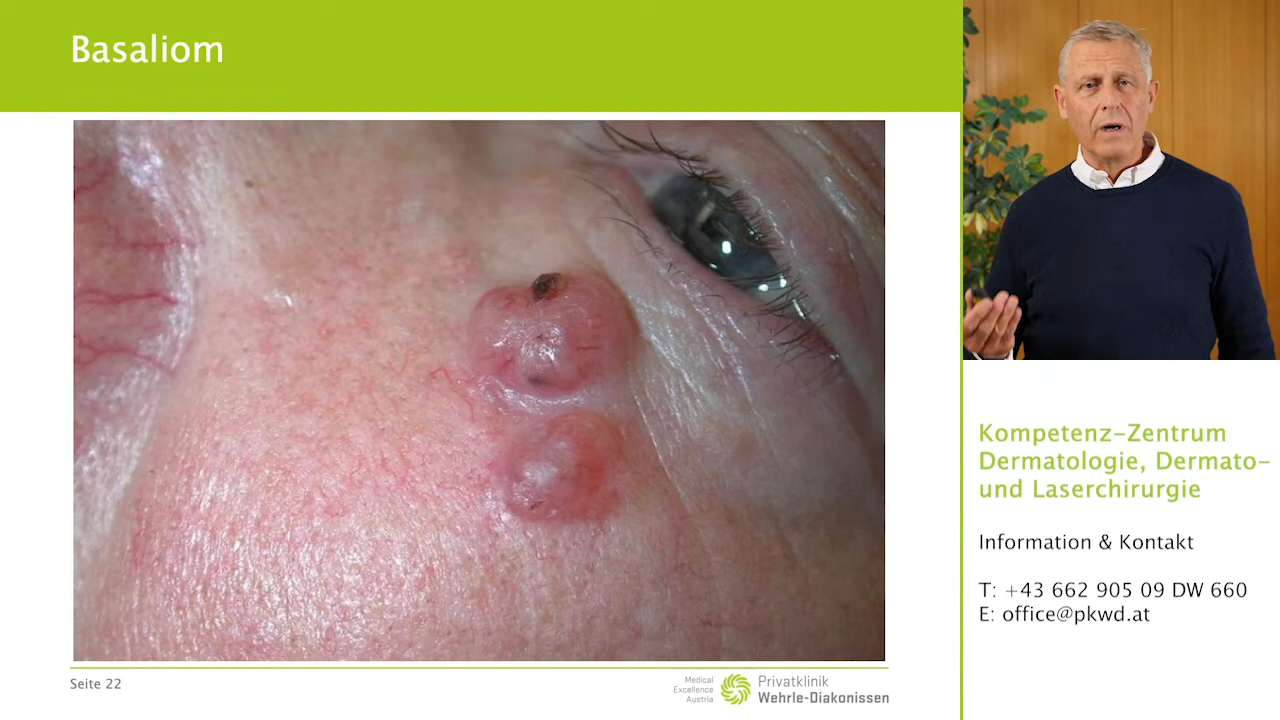 Basaliom
Kompetenz-Zentrum
Dermatologie, Dermato-
und Laserchirurgie
Information & Kontakt
T: +43 662 905 09 DW 660
E: office@pkwd.at
Seite 22
Medical
Excellence
Austria
Privatklinik
Wehrle-Diakonissen